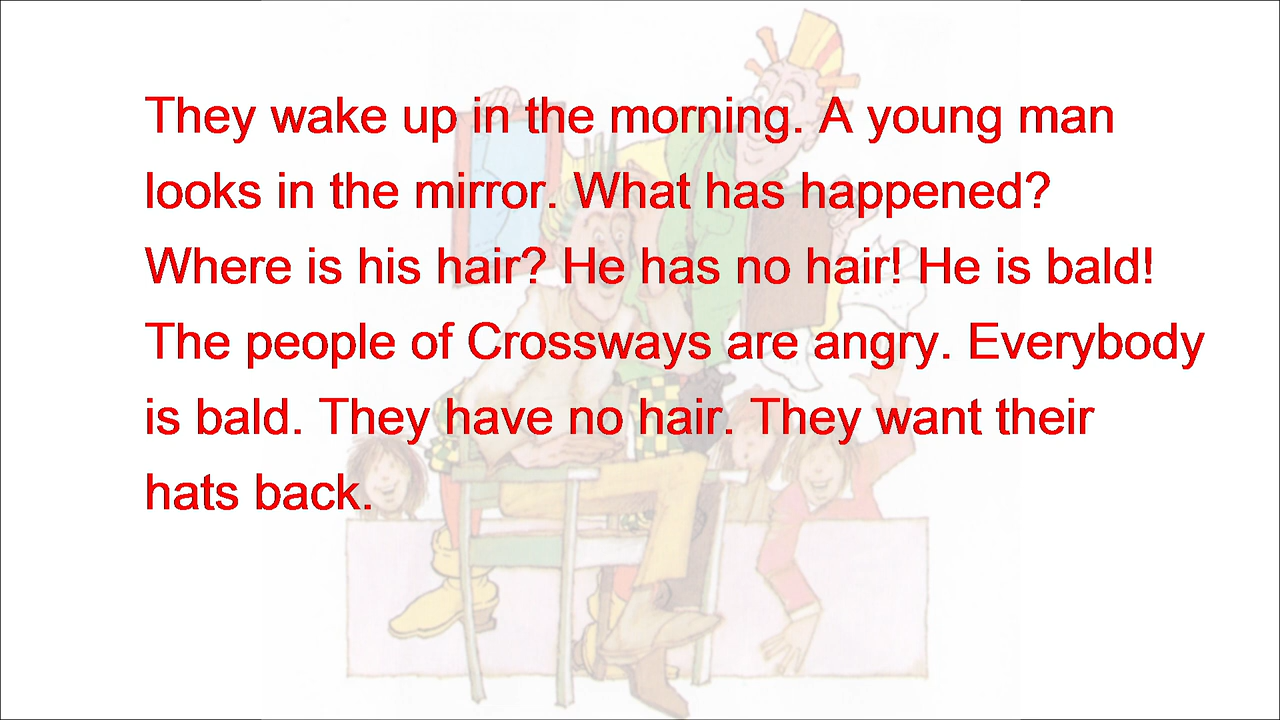 They wake up in the morning. A young man
looks in the mirror. What has happened?
Where is his hair? He has no hair! He is bald!
The people of Crossways are angry. Everybody
is bald. They have no hair. They want their
hats back.